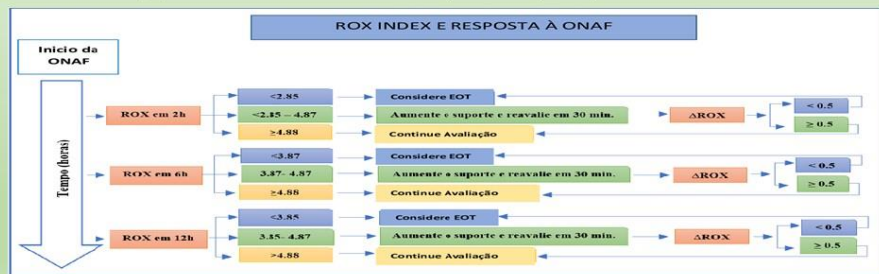 ROX INDEX E RESPOSTA À ONAF
Inicio da
ONAF
Tempo (horas)
ROX em 2h
<2.85
Considere EOT
<2.85 – 4.87
Aumente o suporte e reavalie em 30 min.
≥4.88
Continue Avaliação
ΔROX
< 0.5
≥ 0.5
ROX em 6h
<3.87
Considere EOT
3.87- 4.87
Aumente o suporte e reavalie em 30 min.
≥4.88
Continue Avaliação
ΔROX
< 0.5
≥ 0.5
ROX em 12h
<3.85
Considere EOT
3.85- 4.87
Aumente o suporte e reavalie em 30 min.
>4.88
Continue Avaliação
ΔROX
< 0.5
≥ 0.5